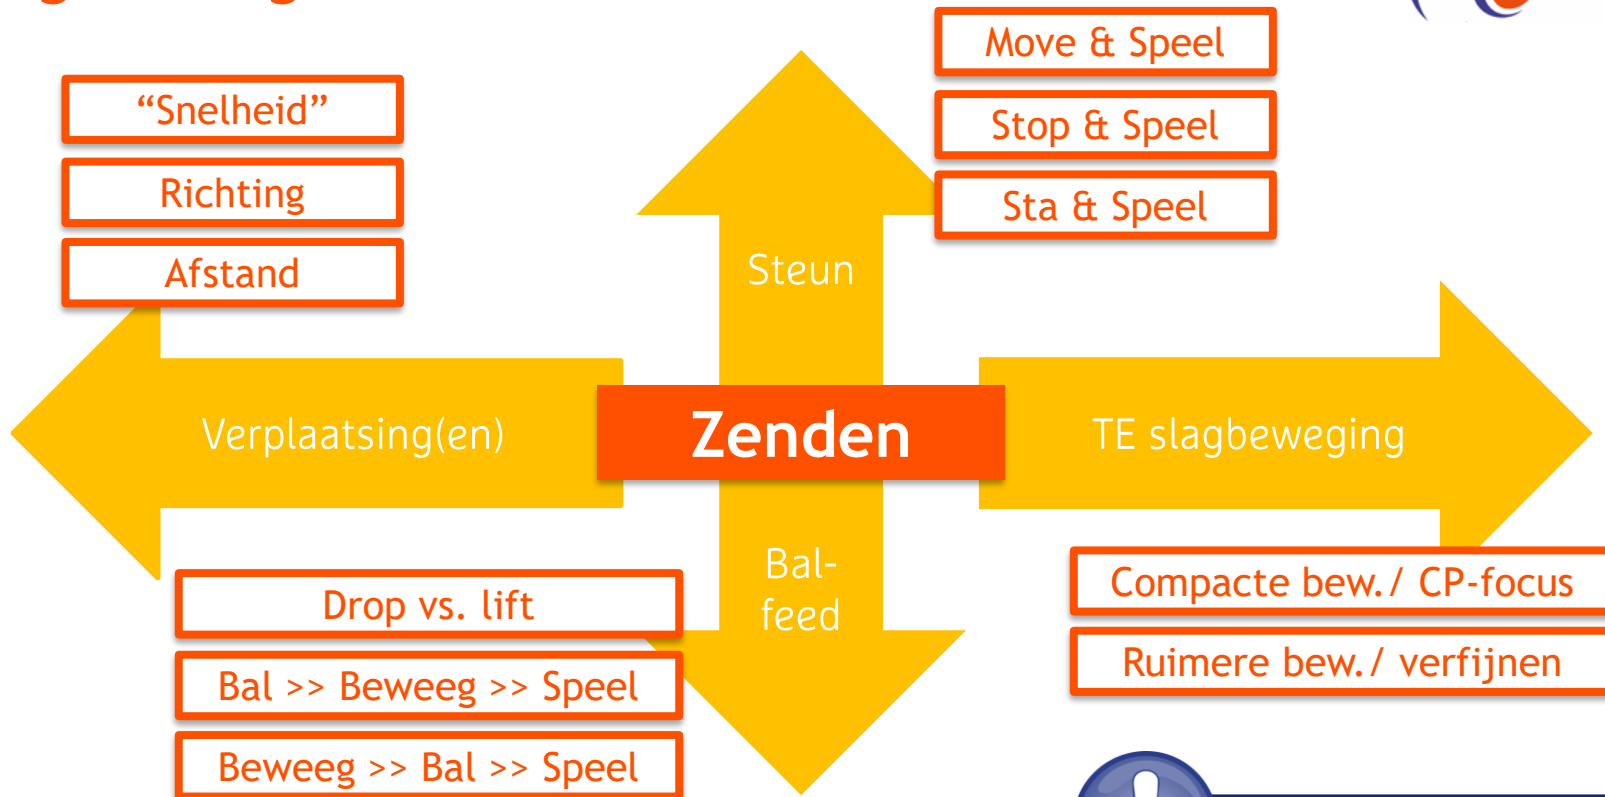 Move & Speel
“Snelheid”
Stop & Speel
Richting
Sta & Speel
Afstand
Steun
Verplaatsing(en)
Zenden
TE slagbeweging
Bal-
feed
Drop vs. lift
Compacte bew./ CP-focus
Bal >> Beweeg >> Speel
Ruimere bew./ verfijnen
Beweeg >> Bal >> Speel